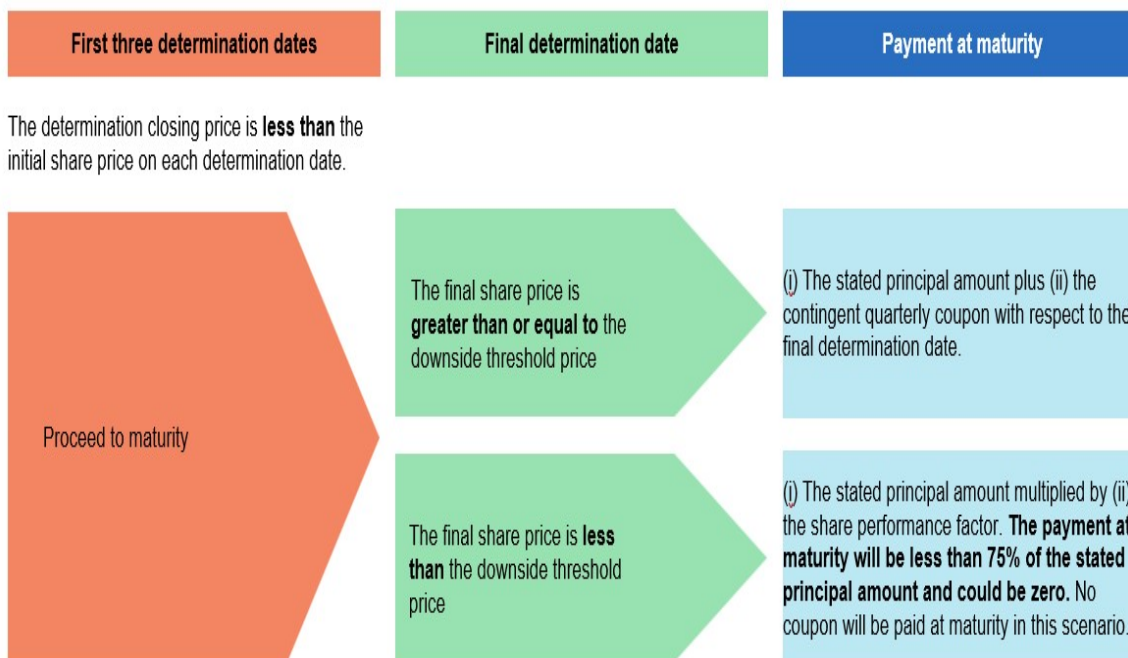 First three determination dates
Final determination date
Payment at maturity
The determination closing price is less than the
initial share price on each determination date.
Proceed to maturity
The final share price is
greater than or equal to the
downside threshold price
(i) The stated principal amount plus (ii) the
contingent quarterly coupon with respect to the
final determination date.
The final share price is less
than the downside threshold
price
(i) The stated principal amount multiplied by (ii)
the share performance factor. The payment at
maturity will be less than 75% of the stated
principal amount and could be zero. No
coupon will be paid at maturity in this scenario.